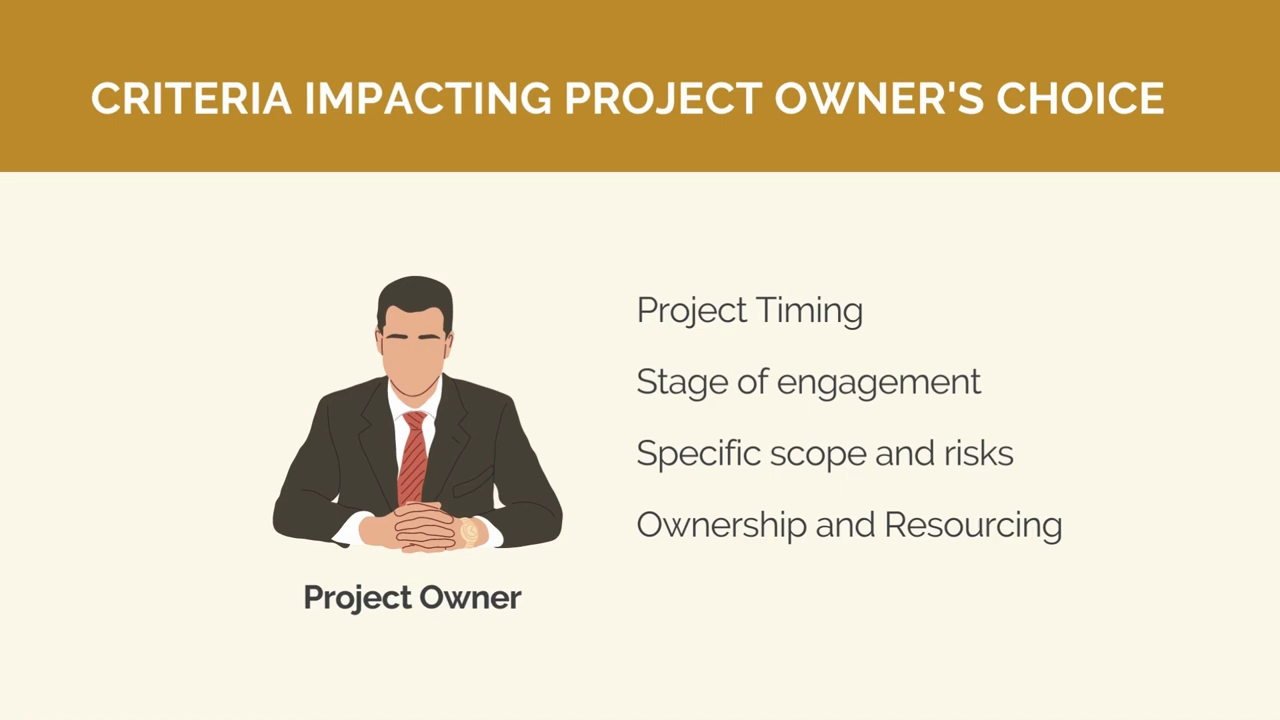 CRITERIA IMPACTING PROJECT OWNER'S CHOICE
Project Timing
Stage of engagement
Specific scope and risks
Ownership and Resourcing
Project Owner